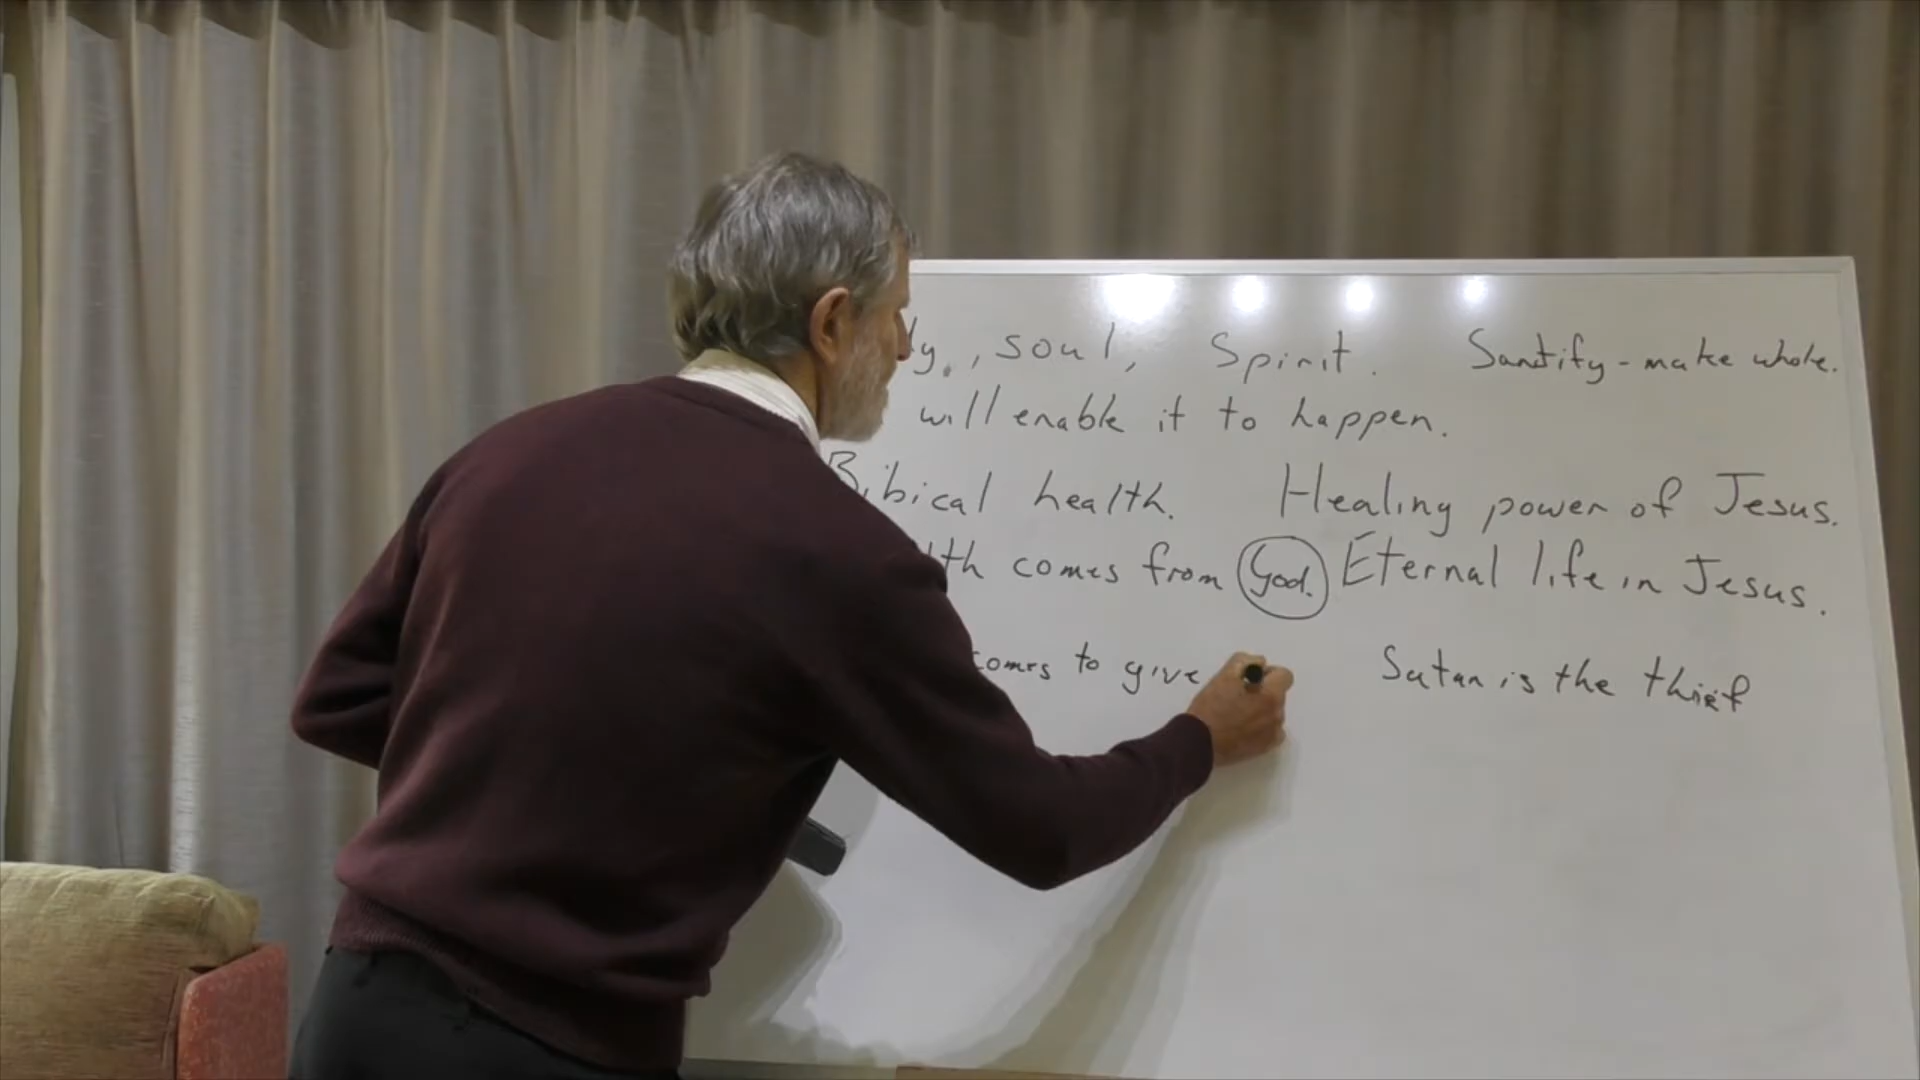 soul, Spirit. Santify - make whole.
will enable it to happen.
Bibical health. Healing power of Jesus.
comes from God. Eternal life in Jesus.
comes to give Satan is the thief